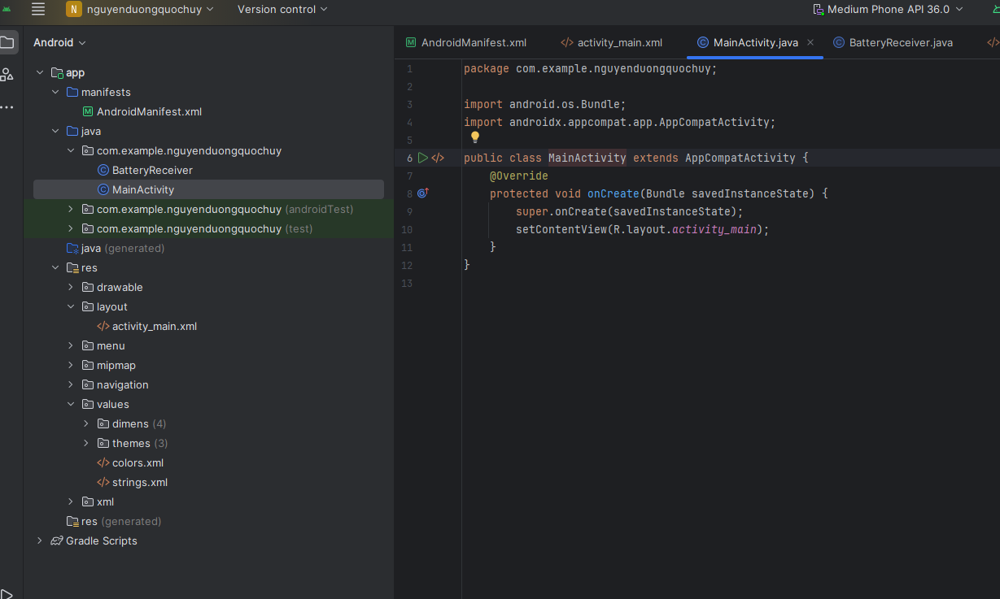 N nguyenduongquochuy Version control Medium Phone API 36.0
Android
app
manifests
AndroidManifest.xml
java
com.example.nguyenduongquochuy
BatteryReceiver
MainActivity
com.example.nguyenduongquochuy (androidTest)
com.example.nguyenduongquochuy (test)
java (generated)
res
drawable
layout
activity_main.xml
menu
mipmap
navigation
values
dimens (4)
themes (3)
colors.xml
strings.xml
xml
res (generated)
Gradle Scripts
AndroidManifest.xml activity_main.xml MainActivity.java BatteryReceiver.java
1 package com.example.nguyenduongquochuy;
2
3 import android.os.Bundle;
4 import androidx.appcompat.app.AppCompatActivity;
5
6 public class MainActivity extends AppCompatActivity {
7 @Override
8 protected void onCreate(Bundle savedInstanceState) {
9 super.onCreate(savedInstanceState);
10 setContentView(R.layout.activity_main);
11 }
12 }
13